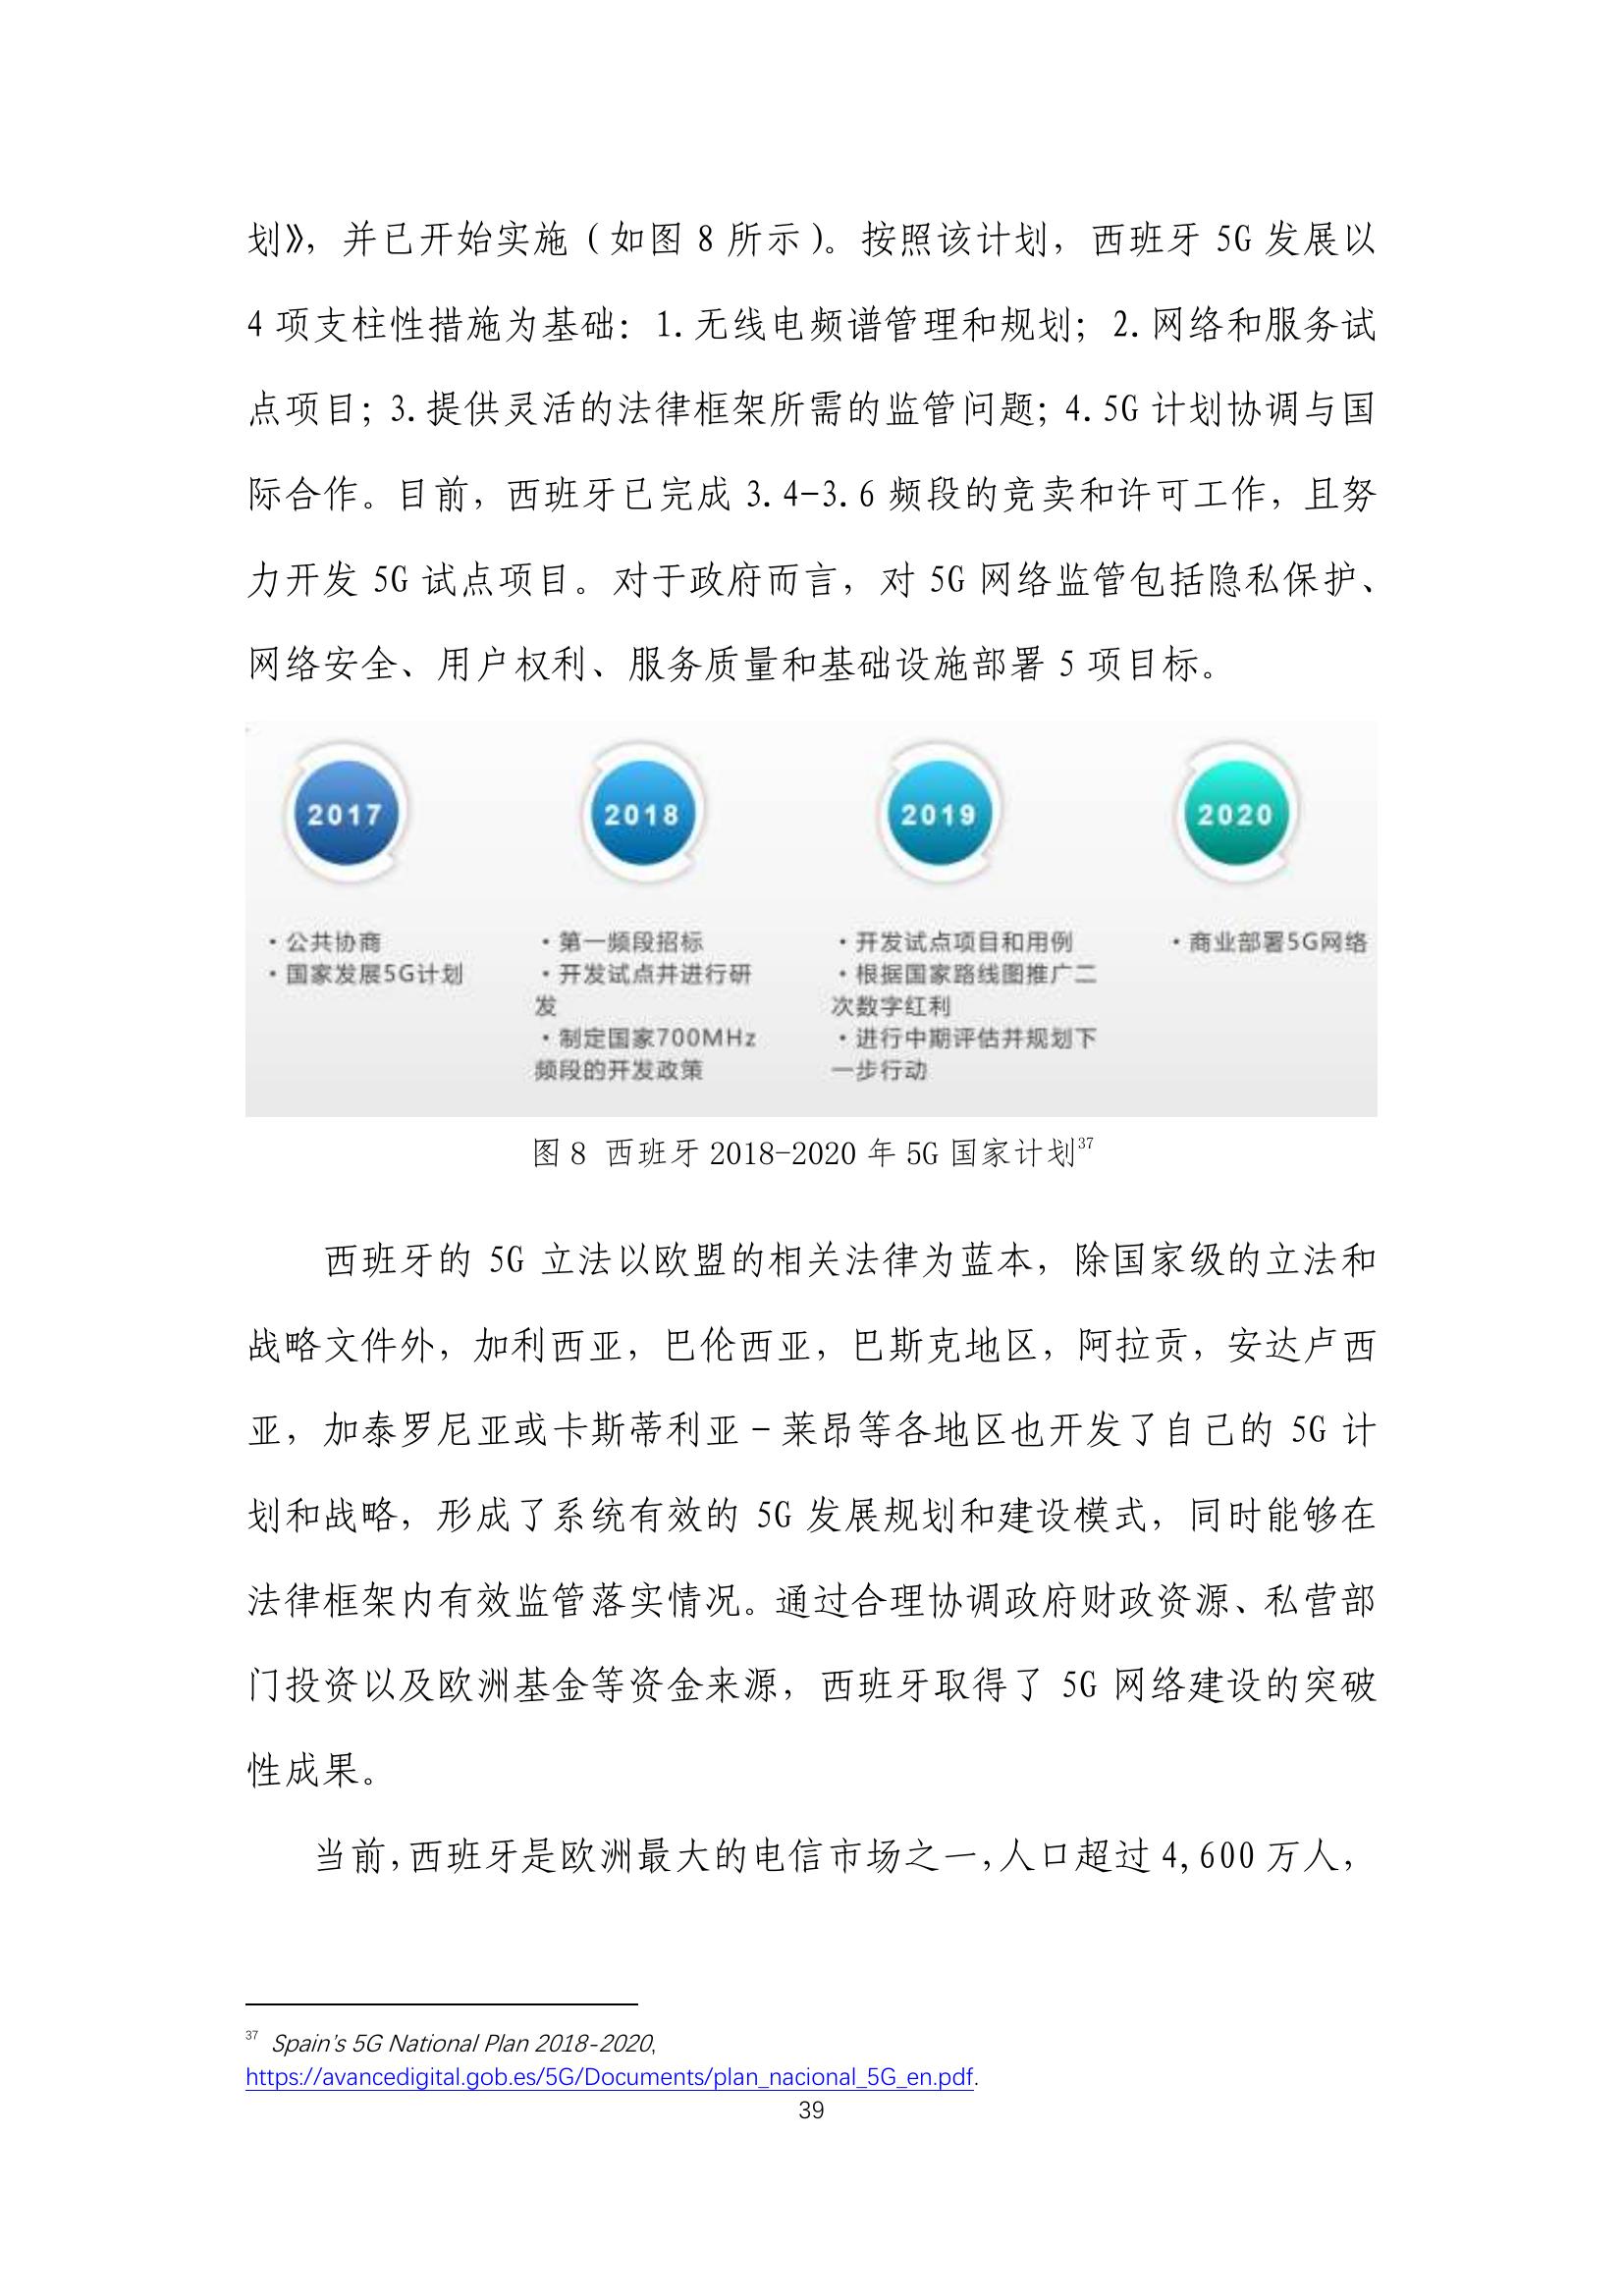 划》，并已开始实施（如图 8 所示）。按照该计划，西班牙 5G 发展以
4 项支柱性措施为基础：1.无线电频谱管理和规划；2.网络和服务试
点项目；3.提供灵活的法律框架所需的监管问题；4.5G 计划协调与国
际合作。目前，西班牙已完成 3.4-3.6 频段的竞卖和许可工作，且努
力开发 5G 试点项目。对于政府而言，对 5G 网络监管包括隐私保护、
网络安全、用户权利、服务质量和基础设施部署 5 项目标。
2017
・公共协商
・国家发展5G计划
2018
・第一频段招标
・开发试点并进行研
发
・制定国家700MHz
频段的开发政策
2019
・开发试点项目和用例
・根据国家路线图推广二
次数字红利
・进行中期评估并规划下
一步行动
2020
・商业部署5G网络
图 8 西班牙 2018-2020 年 5G 国家计划37
西班牙的 5G 立法以欧盟的相关法律为蓝本，除国家级的立法和
战略文件外，加利西亚，巴伦西亚，巴斯克地区，阿拉贡，安达卢西
亚，加泰罗尼亚或卡斯蒂利亚－莱昂等各地区也开发了自己的 5G 计
划和战略，形成了系统有效的 5G 发展规划和建设模式，同时能够在
法律框架内有效监管落实情况。通过合理协调政府财政资源、私营部
门投资以及欧洲基金等资金来源，西班牙取得了 5G 网络建设的突破
性成果。
当前，西班牙是欧洲最大的电信市场之一，人口超过 4,600 万人，
37 Spain's 5G National Plan 2018-2020,
https://avancedigital.gob.es/5G/Documents/plan_nacional_5G_en.pdf.
39